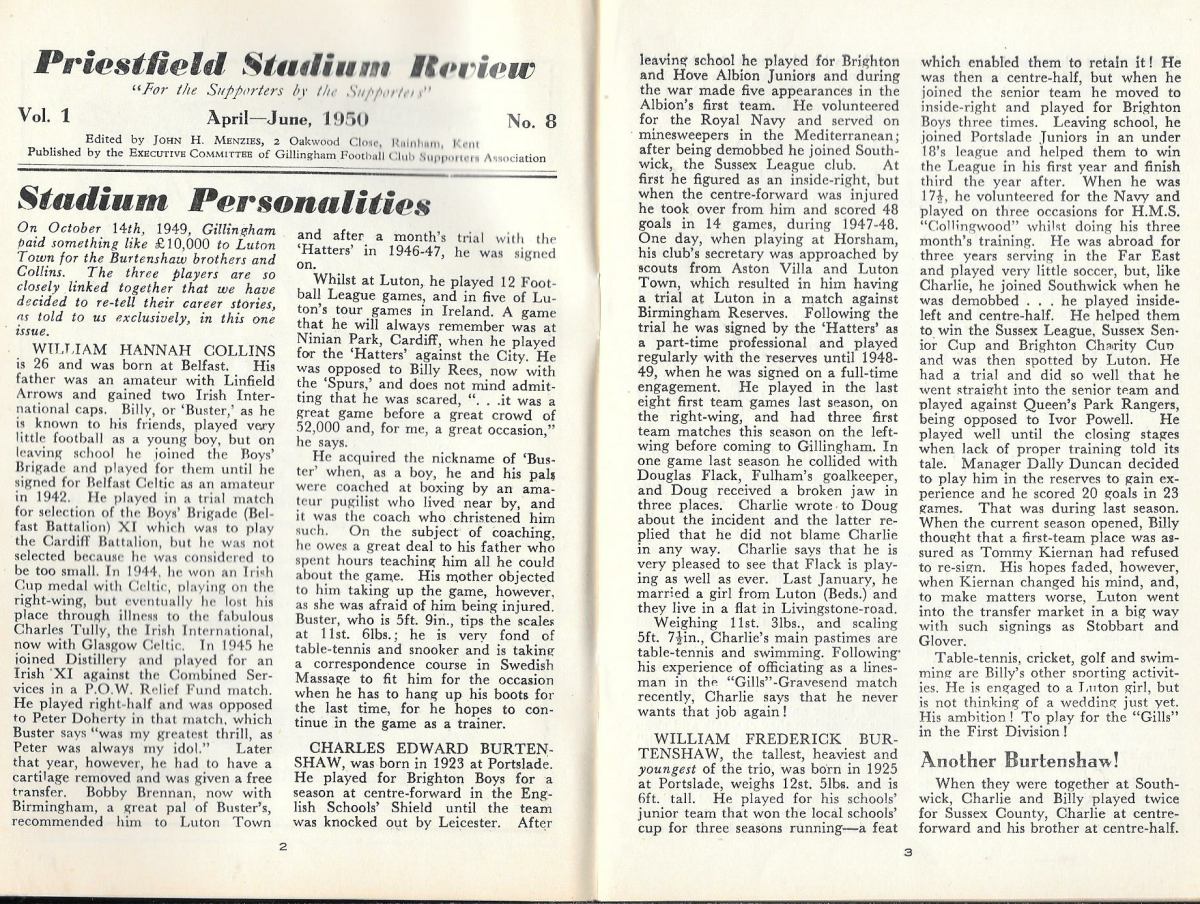 Priestfield Stadium Review
"For the Supporters by the Supporters"
Vol. 1
April—June, 1950
No. 8
Edited by JOHN H. MENZIES, 2 Oakwood Close, Rainham, Kent
Published by the EXECUTIVE COMMITTEE of Gillingham Football Club Supporters Association
Stadium Personalities
On October 14th, 1949, Gillingham
paid something like £10,000 to Luton
Town for the Burtenshaw brothers and
Collins. The three players are so
closely linked together that we have
decided to re-tell their career stories,
as told to us exclusively, in this one
issue.
WILLIAM HANNAH COLLINS
is 26 and was born at Belfast. His
father was an amateur with Linfield
Arrows and gained two Irish Inter-
national caps. Billy, or 'Buster,' as he
is known to his friends, played very
little football as a young boy, but on
leaving school he joined the Boys'
Brigade and played for them until he
signed for Belfast Celtic as an amateur
in 1942. He played in a trial match
for selection of the Boys' Brigade (Bel-
fast Battalion) XI which was to play
the Cardiff Battalion, but he was not
selected because he was considered to
be too small. In 1944, he won an Irish
Cup medal with Celtic, playing on the
right-wing, but eventually he lost his
place through illness to the fabulous
Charles Tully, the Irish International,
now with Glasgow Celtic. In 1945 he
joined Distillery and played for an
Irish XI against the Combined Ser-
vices in a P.O.W. Relief Fund match.
He played right-half and was opposed
to Peter Doherty in that match, which
Buster says "was my greatest thrill, as
Peter was always my idol." Later
that year, however, he had to have a
cartilage removed and was given a free
transfer. Bobby Brennan, now with
Birmingham, a great pal of Buster's,
recommended him to Luton Town
and after a month's trial with the
'Hatters' in 1946-47, he was signed
on.
Whilst at Luton, he played 12 Foot-
ball League games, and in five of Lu-
ton's tour games in Ireland. A game
that he will always remember was at
Ninian Park, Cardiff, when he played
for the 'Hatters' against the City. He
was opposed to Billy Rees, now with
the 'Spurs,' and does not mind admit-
ting that he was scared, ". . .it was a
great game before a great crowd of
52,000 and, for me, a great occasion,"
he says.
He acquired the nickname of 'Bus-
ter' when, as a boy, he and his pals
were coached at boxing by an ama-
teur pugilist who lived near by, and
it was the coach who christened him
such. On the subject of coaching,
he owes a great deal to his father who
spent hours teaching him all he could
about the game. His mother objected
to him taking up the game, however,
as she was afraid of him being injured.
Buster, who is 5ft. 9in., tips the scales
at 11st. 6lbs.; he is very fond of
table-tennis and snooker and is taking
a correspondence course in Swedish
Massage to fit him for the occasion
when he has to hang up his boots for
the last time, for he hopes to con-
tinue in the game as a trainer.
CHARLES EDWARD BURTEN-
SHAW, was born in 1923 at Portslade.
He played for Brighton Boys for a
season at centre-forward in the Eng-
lish Schools' Shield until the team
was knocked out by Leicester. After
2
leaving school he played for Brighton
and Hove Albion Juniors and during
the war made five appearances in the
Albion's first team. He volunteered
for the Royal Navy and served on
minesweepers in the Mediterranean;
after being demobbed he joined South-
wick, the Sussex League club. At
first he figured as an inside-right, but
when the centre-forward was injured
he took over from him and scored 48
goals in 14 games, during 1947-48.
One day, when playing at Horsham,
his club's secretary was approached by
scouts from Aston Villa and Luton
Town, which resulted in him having
a trial at Luton in a match against
Birmingham Reserves. Following the
trial he was signed by the 'Hatters' as
a part-time professional and played
regularly with the reserves until 1948-
49, when he was signed on a full-time
engagement. He played in the last
eight first team games last season, on
the right-wing, and had three first
team matches this season on the left-
wing before coming to Gillingham. In
one game last season he collided with
Douglas Flack, Fulham's goalkeeper,
and Doug received a broken jaw in
three places. Charlie wrote to Doug
about the incident and the latter re-
plied that he did not blame Charlie
in any way. Charlie says that he is
very pleased to see that Flack is play-
ing as well as ever. Last January, he
married a girl from Luton (Beds.) and
they live in a flat in Livingstone-road.
Weighing 11st. 3lbs., and scaling
5ft. 7½in., Charlie's main pastimes are
table-tennis and swimming. Following
his experience of officiating as a lines-
man in the "Gills"-Gravesend match
recently, Charlie says that he never
wants that job again!
WILLIAM FREDERICK BUR-
TENSHAW, the tallest, heaviest and
youngest of the trio, was born in 1925
at Portslade, weighs 12st. 5lbs. and is
6ft. tall. He played for his schools'
junior team that won the local schools'
cup for three seasons running—a feat
which enabled them to retain it! He
was then a centre-half, but when he
joined the senior team he moved to
inside-right and played for Brighton
Boys three times. Leaving school, he
joined Portslade Juniors in an under
18's league and helped them to win
the League in his first year and finish
third the year after. When he was
17½, he volunteered for the Navy and
played on three occasions for H.M.S.
"Collingwood" whilst doing his three
month's training. He was abroad for
three years serving in the Far East
and played very little soccer, but, like
Charlie, he joined Southwick when he
was demobbed . . . he played inside-
left and centre-half. He helped them
to win the Sussex League, Sussex Sen-
ior Cup and Brighton Charity Cup
and was then spotted by Luton. He
had a trial and did so well that he
went straight into the senior team and
played against Queen's Park Rangers,
being opposed to Ivor Powell. He
played well until the closing stages
when lack of proper training told its
tale. Manager Dally Duncan decided
to play him in the reserves to gain ex-
perience and he scored 20 goals in 23
games. That was during last season.
When the current season opened, Billy
thought that a first-team place was as-
sured as Tommy Kiernan had refused
to re-sign. His hopes faded, however,
when Kiernan changed his mind, and,
to make matters worse, Luton went
into the transfer market in a big way
with such signings as Stobbart and
Glover.
Table-tennis, cricket, golf and swim-
ming are Billy's other sporting activit-
ies. He is engaged to a Luton girl, but
is not thinking of a wedding just yet.
His ambition! To play for the "Gills"
in the First Division!
Another Burtenshaw!
When they were together at South-
wick, Charlie and Billy played twice
for Sussex County, Charlie at centre-
forward and his brother at centre-half.
3